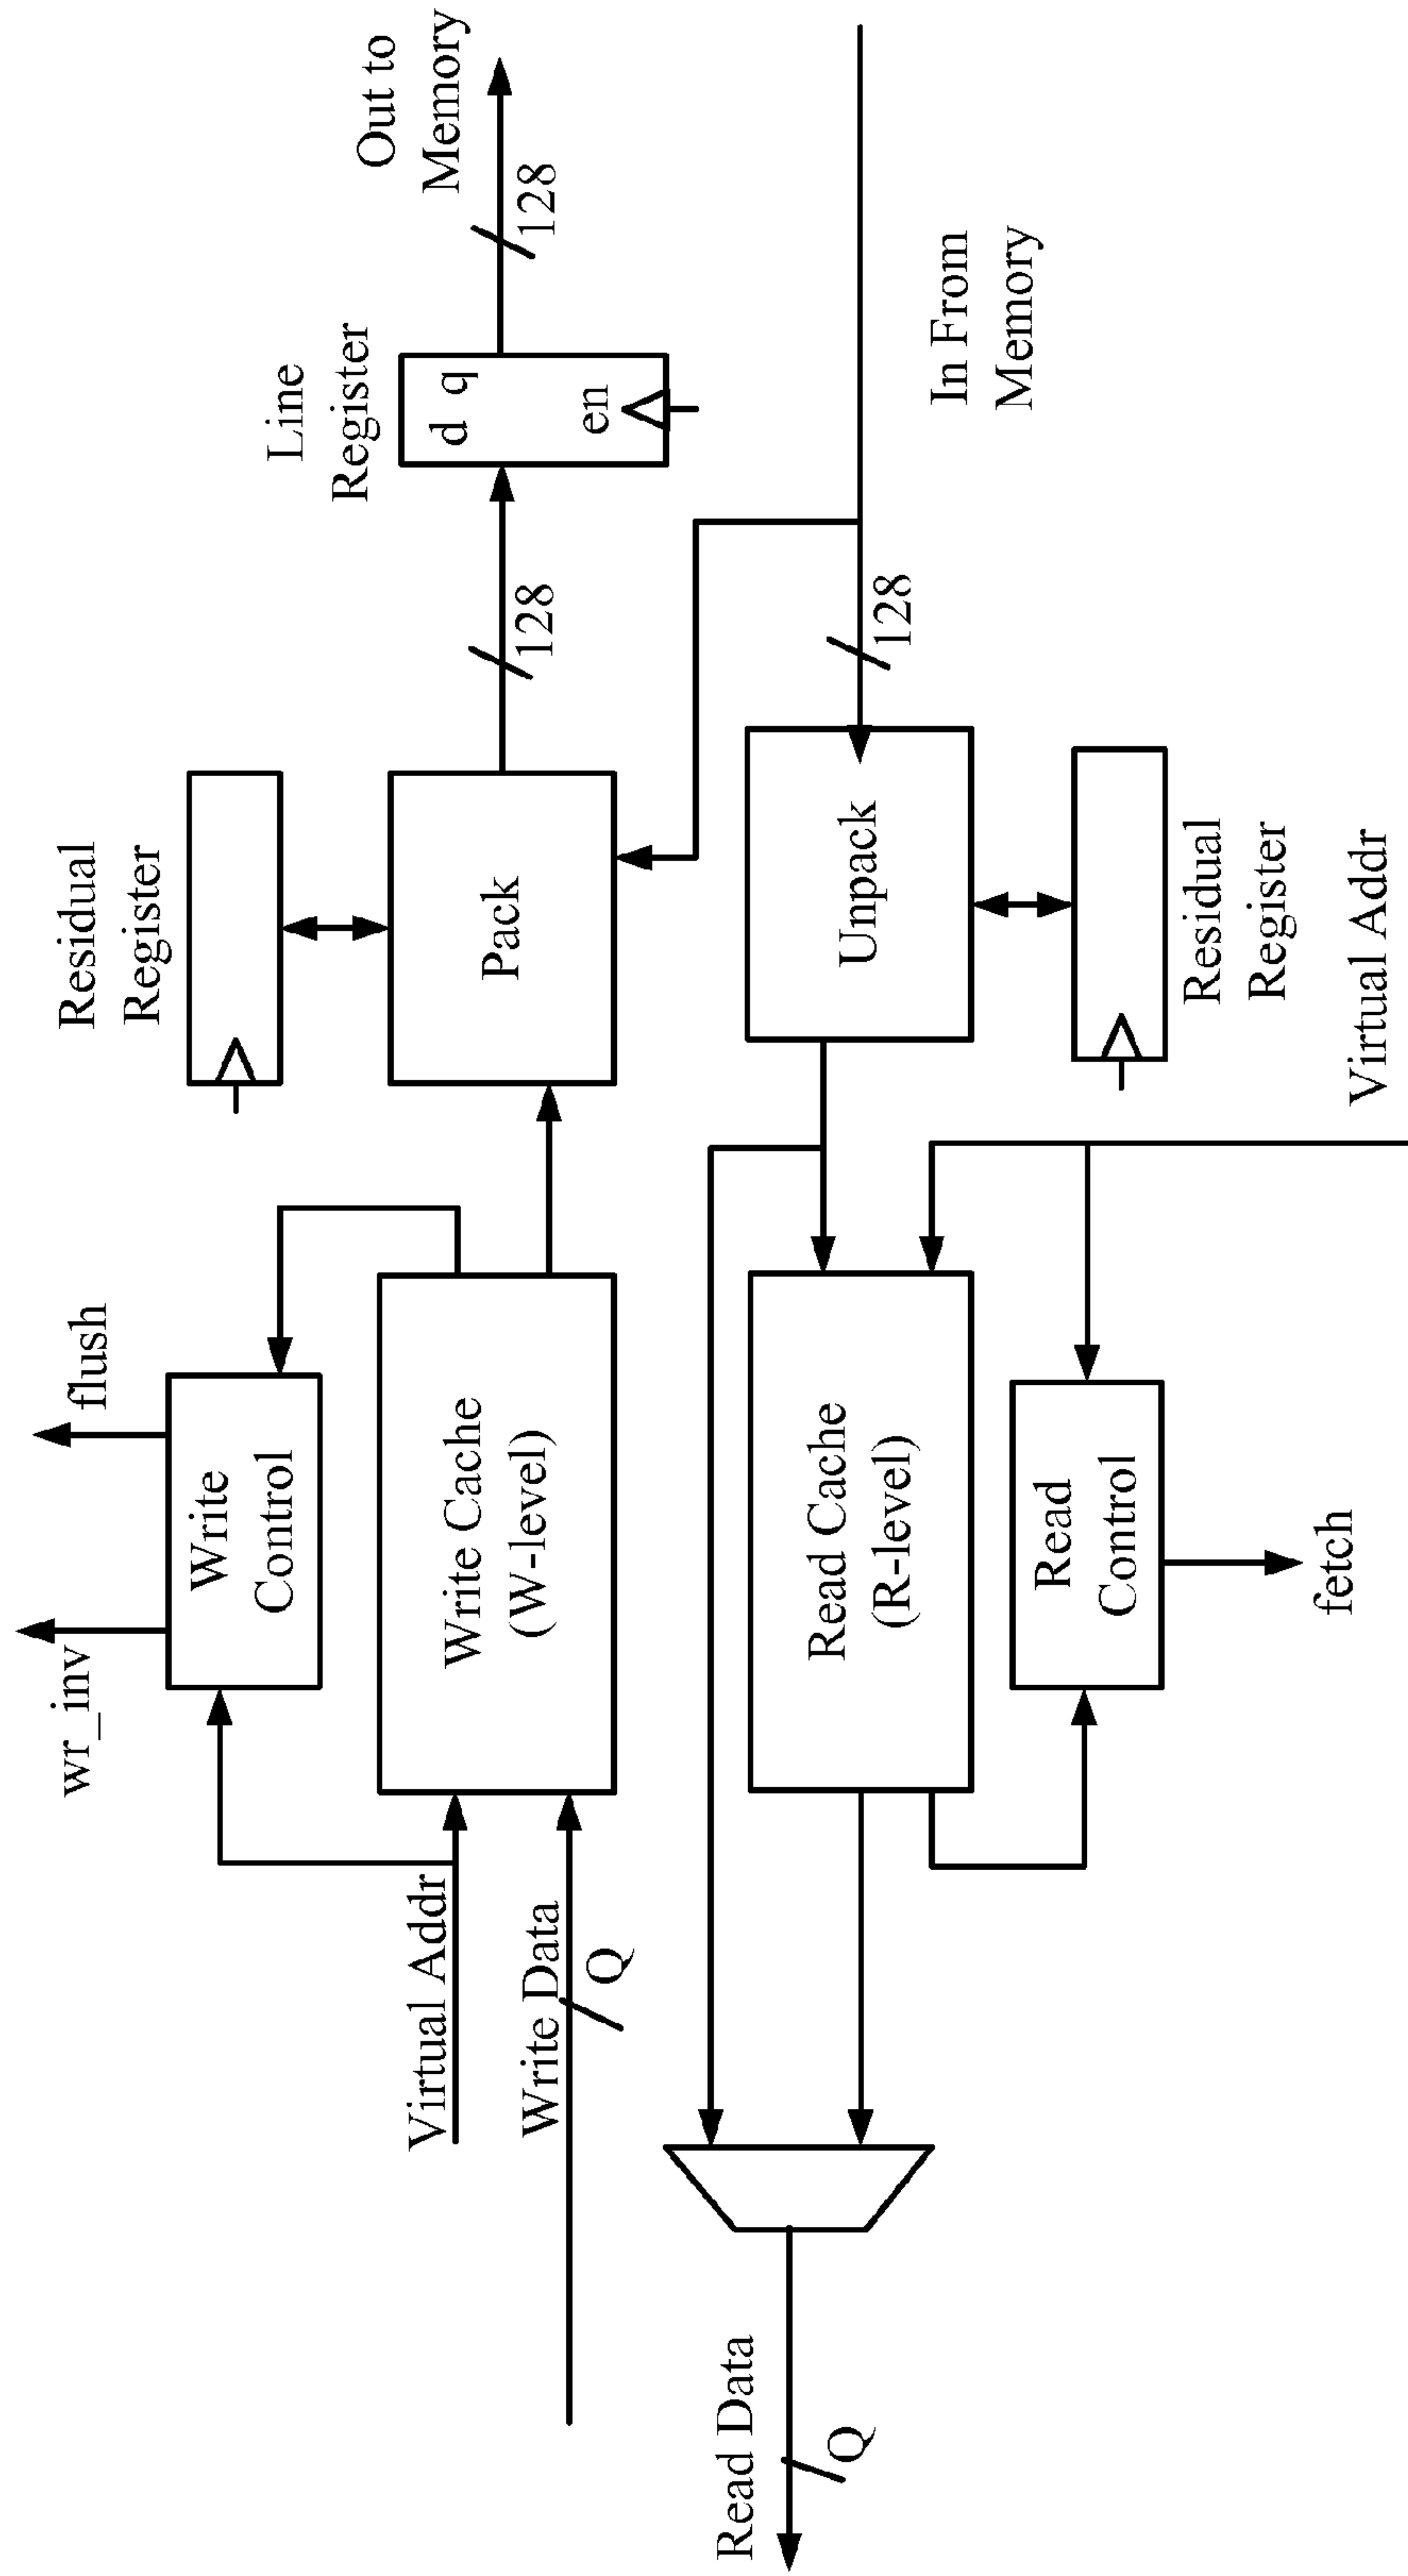 wr_inv
flush
Write
Control
Residual
Register
Virtual Addr
Write Cache
(W-level)
Pack
128
Line
Register
d q
en
Out to
Memory
128
Write Data
Q
Read Data
Q
Read Cache
(R-level)
Unpack
128
In From
Memory
Read
Control
Residual
Register
fetch
Virtual Addr